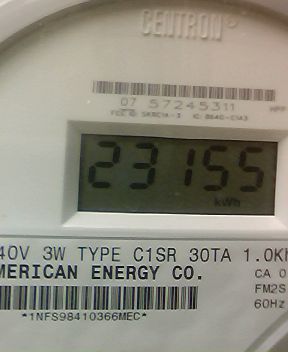 CENTRON
07 57245311
23155
kWh
40V 3W TYPE C1SR 30TA 1.0Kh
MERICAN ENERGY CO.
CA 0
FM2S
60Hz
*1NFS98410366MEC*